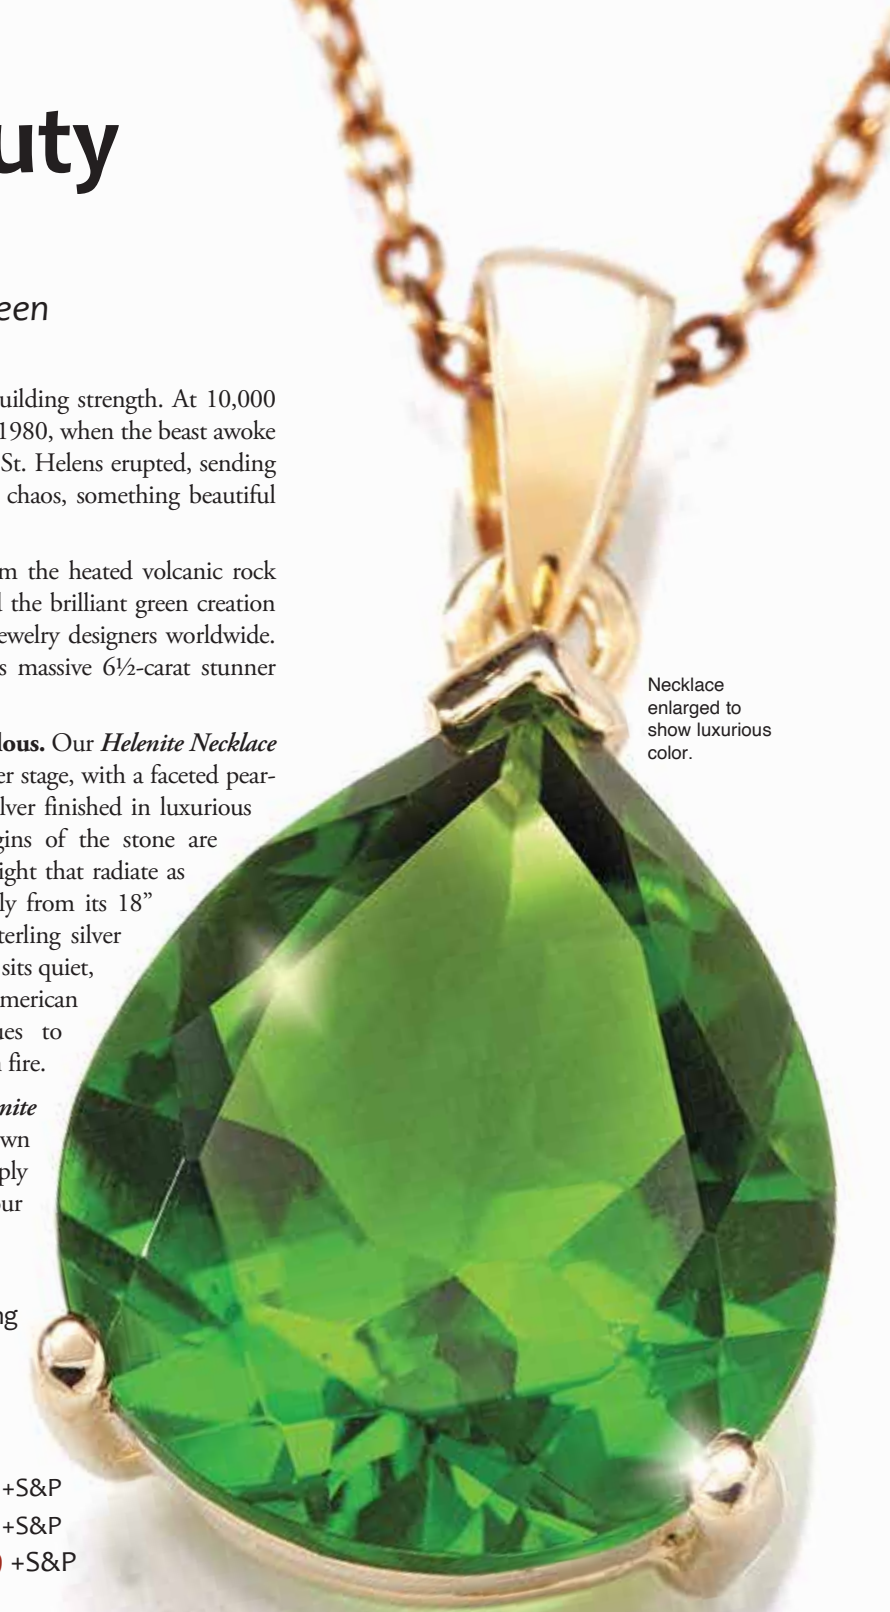 uty
een
uilding strength. At 10,000
1980, when the beast awoke
St. Helens erupted, sending
chaos, something beautiful
m the heated volcanic rock
l the brilliant green creation
ewelry designers worldwide.
s massive 6½-carat stunner
lous. Our Helenite Necklace
er stage, with a faceted pear-
lver finished in luxurious
gins of the stone are
ight that radiate as
ly from its 18”
terling silver
sits quiet,
merican
ues to
fire.
nite
wn
ply
our
ng
+S&P
+S&P
) +S&P
Necklace
enlarged to
show luxurious
color.